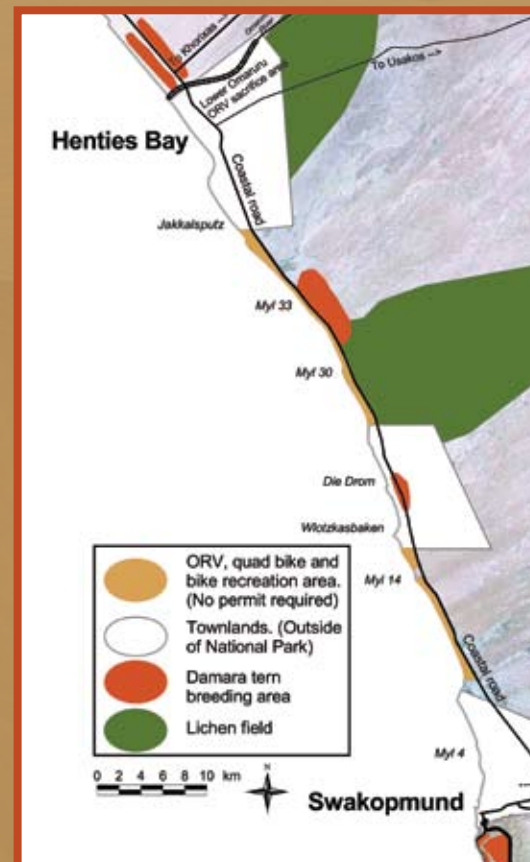 To Khorixas -->
Omaruru
River
To Usakos -->
Lower Omaruru
ORV sacrifice area
Henties Bay
Coastal road
Jakkalsputz
Myl 33
Myl 30
Die Drom
Wlotzkasbaken
Myl 14
Coastal road
Myl 4
Swakopmund
ORV, quad bike and
bike recreation area.
(No permit required)
Townlands. (Outside
of National Park)
Damara tern
breeding area
Lichen field
0 2 4 6 8 10 km
N